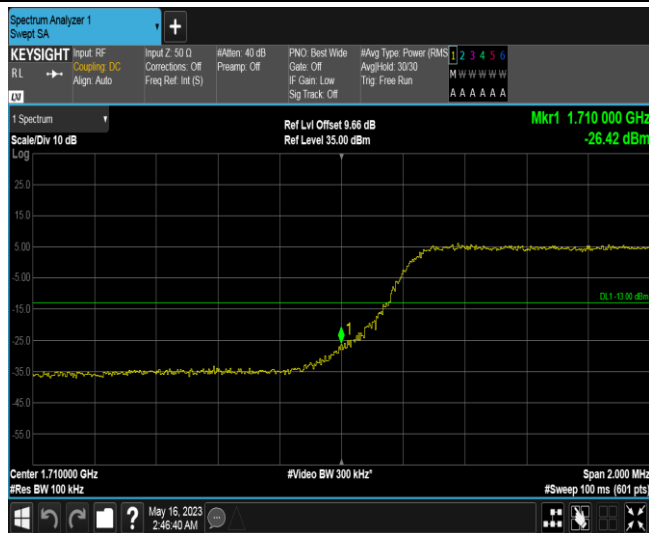 Spectrum Analyzer 1
Swept SA
▼
+
KEYSIGHT
RL
Input: RF
Coupling: DC
Align: Auto
Input Z: 50 Ω
Corrections: Off
Freq Ref: Int (S)
#Atten: 40 dB
Preamp: Off
PNO: Best Wide
Gate: Off
IF Gain: Low
Sig Track: Off
#Avg Type: Power (RMS
Avg|Hold: 30/30
Trig: Free Run
1 2 3 4 5 6
M W W W W W
A A A A A A
LXI
1 Spectrum ▼
Scale/Div 10 dB
Log
Ref Lvl Offset 9.66 dB
Ref Level 35.00 dBm
Mkr1 1.710 000 GHz
-26.42 dBm
25.0
15.0
5.00
-5.00
-15.0
-25.0
-35.0
-45.0
-55.0
DL1 -13.00 dBm
1
Center 1.710000 GHz
#Res BW 100 kHz
#Video BW 300 kHz*
Span 2.000 MHz
#Sweep 100 ms (601 pts)
?
May 16, 2023
2:46:40 AM